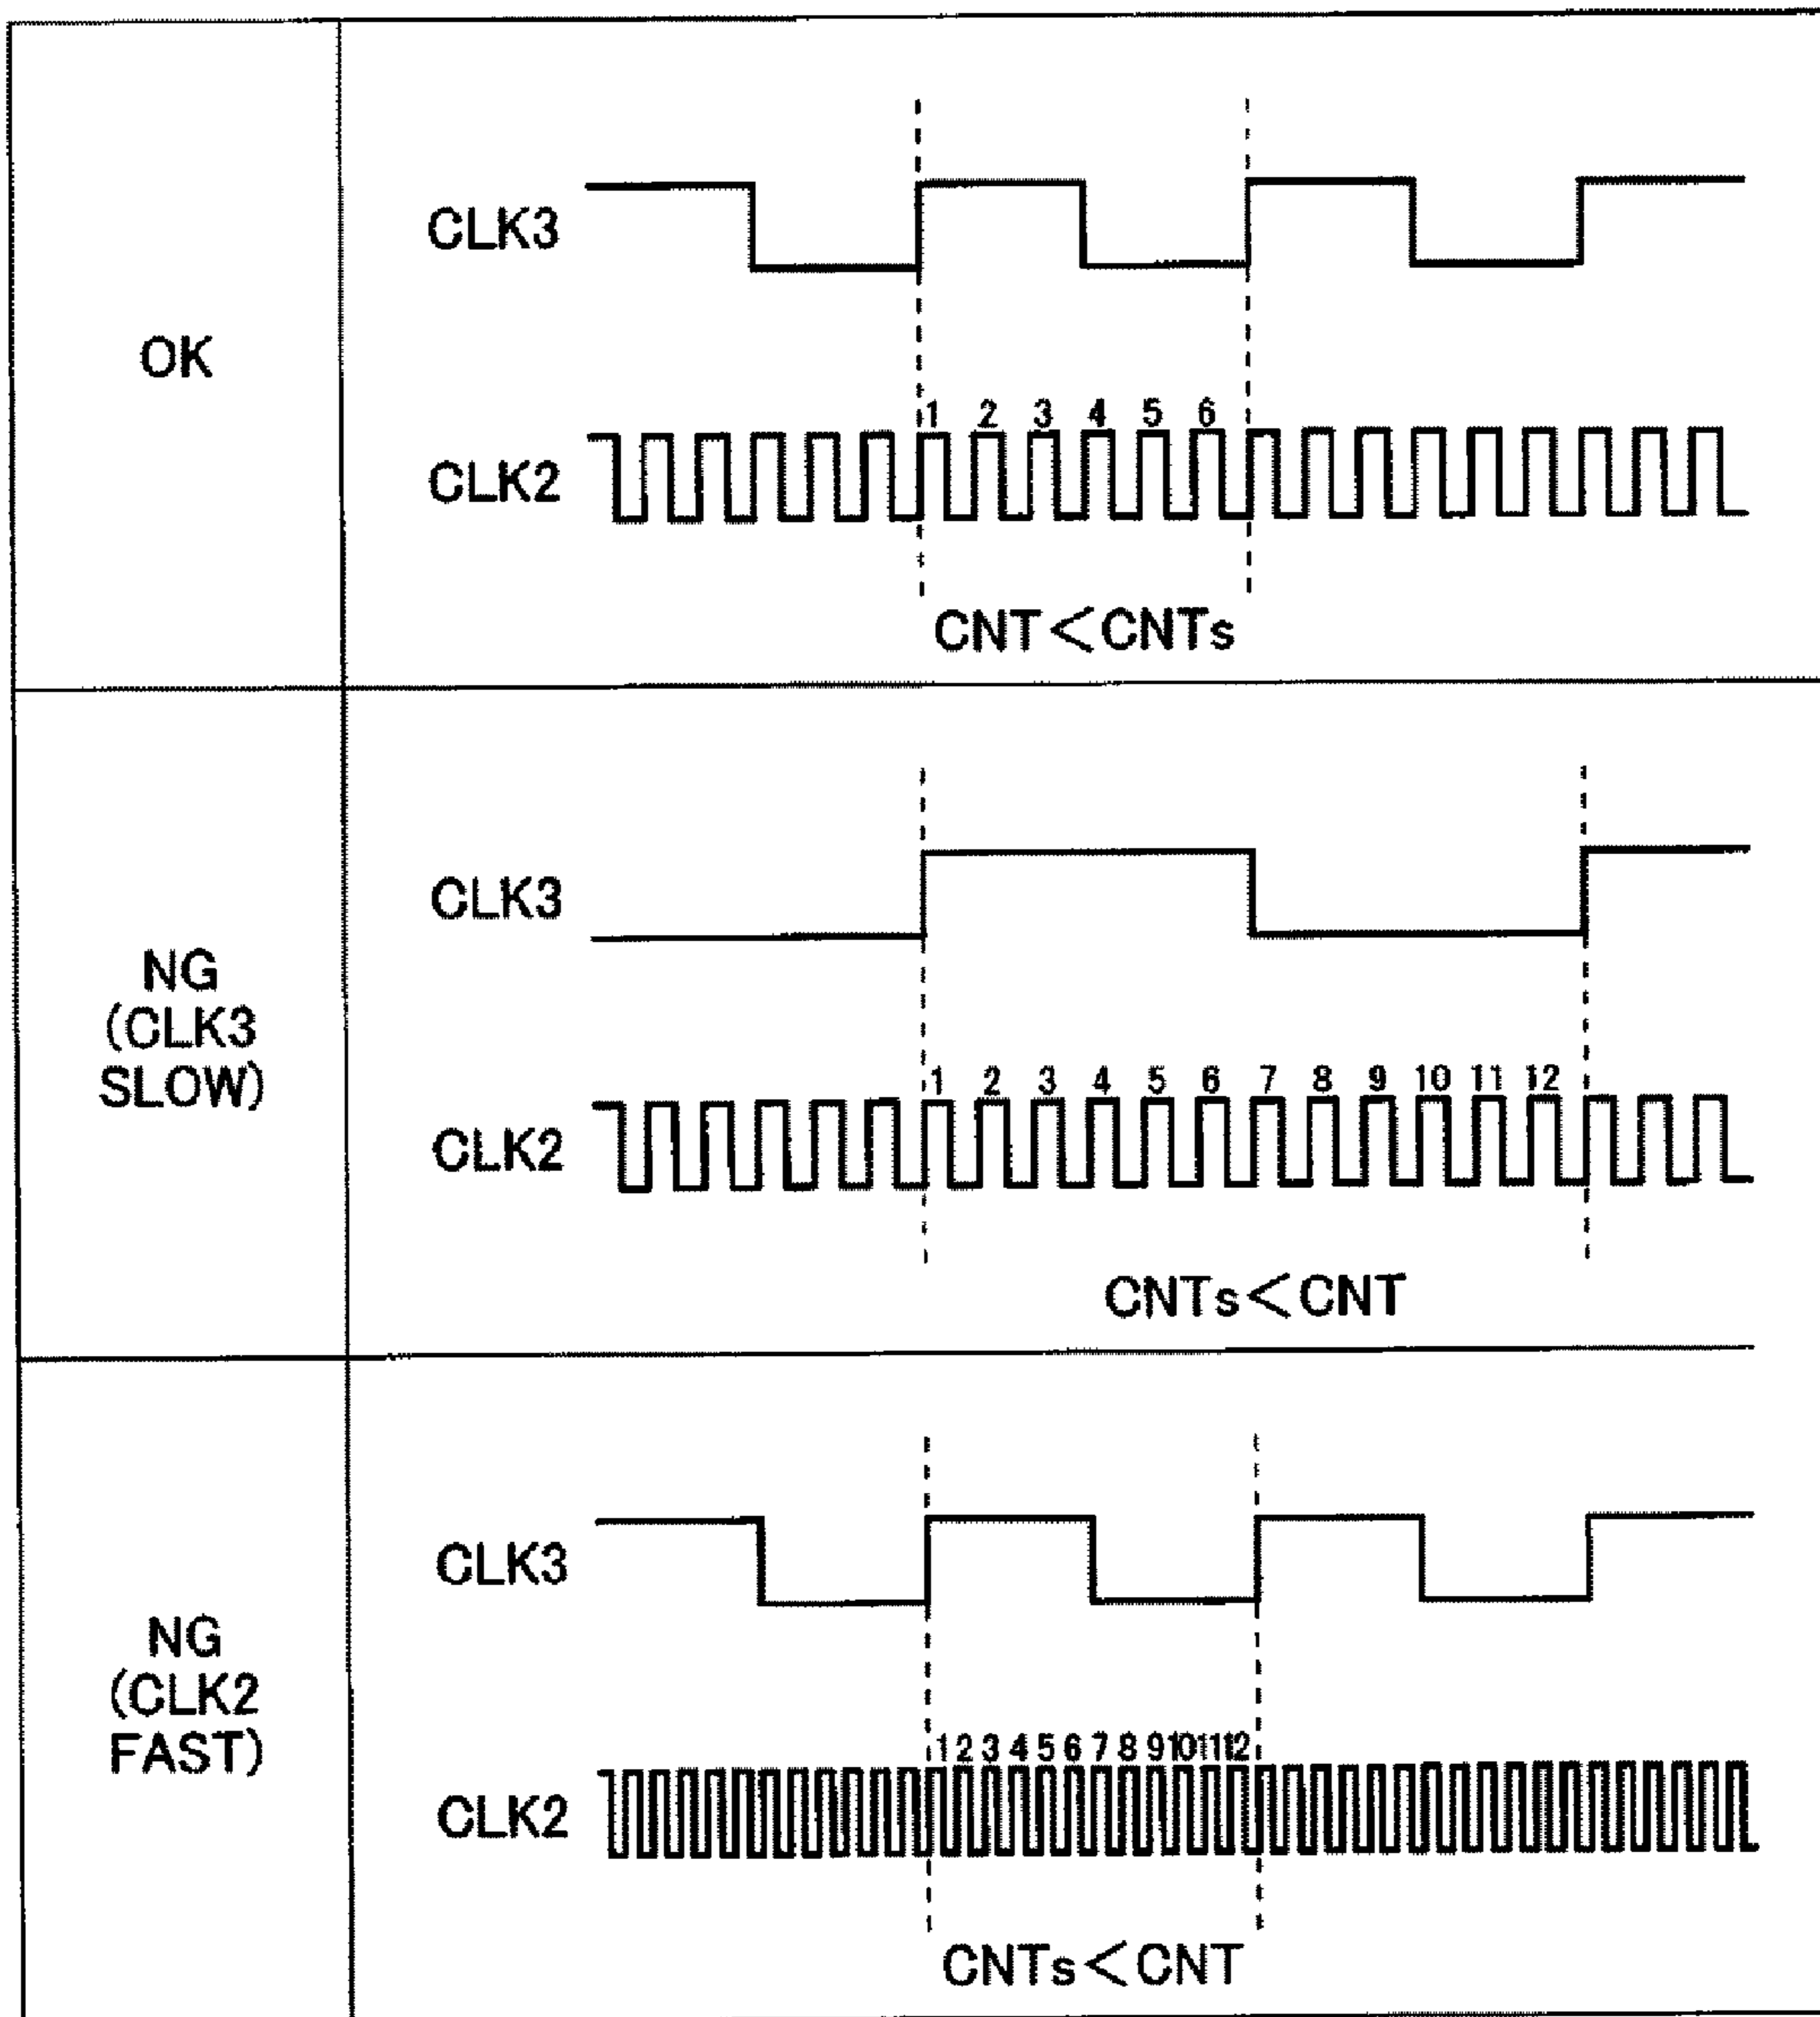 OK
CLK3
1 2 3 4 5 6
CLK2
CNT<CNTs
NG
(CLK3
SLOW)
CLK3
1 2 3 4 5 6 7 8 9 10 11 12
CLK2
CNTs<CNT
NG
(CLK2
FAST)
CLK3
1 2 3 4 5 6 7 8 9 10 11 12
CLK2
CNTs<CNT